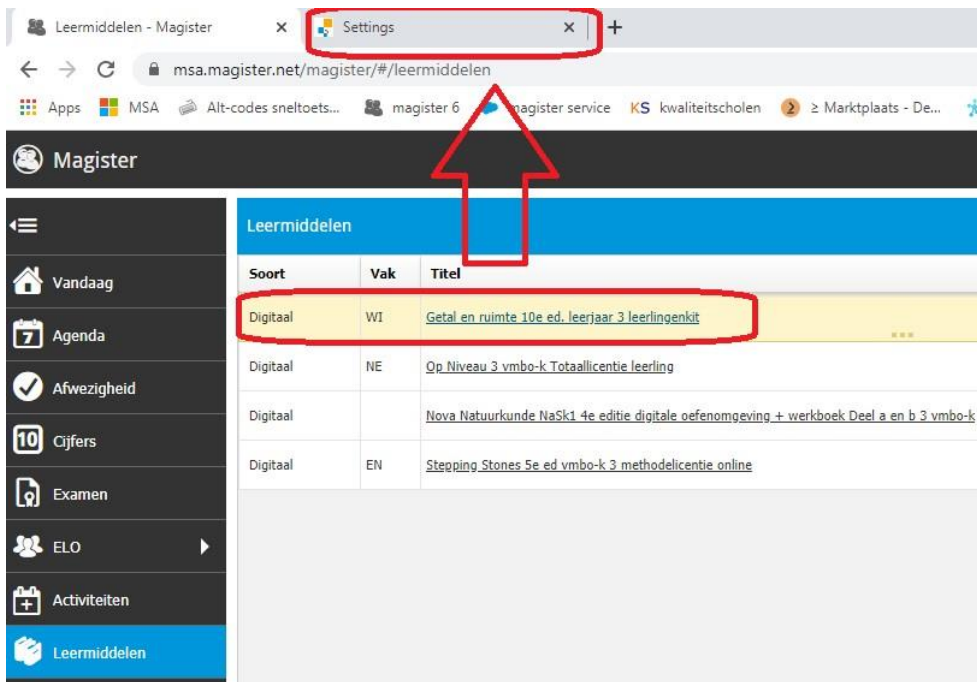 Leermiddelen - Magister
Settings
msa.magister.net/magister/#/leermiddelen
Apps MSA Alt-codes sneltoets... magister 6 magister service KS kwaliteitscholen ≥ Marktplaats - De...
Magister
Leermiddelen
Soort Vak Titel
Digitaal WI Getal en ruimte 10e ed. leerjaar 3 leerlingenkit
Digitaal NE Op Niveau 3 vmbo-k Totaallicentie leerling
Digitaal Nova Natuurkunde NaSk1 4e editie digitale oefenomgeving + werkboek Deel a en b 3 vmbo-k
Digitaal EN Stepping Stones 5e ed vmbo-k 3 methodelicentie online
Vandaag
7 Agenda
Afwezigheid
10 Cijfers
Examen
ELO
Activiteiten
Leermiddelen